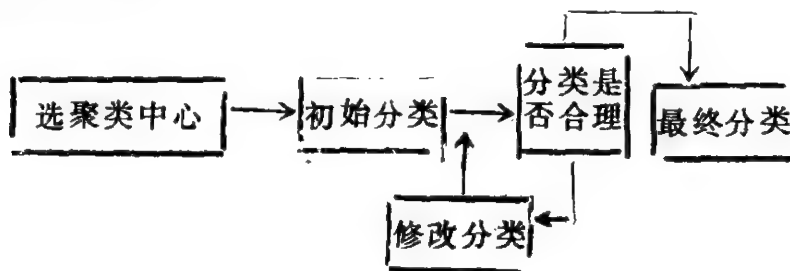 选聚类中心
初始分类
分类是
否合理
最终分类
修改分类